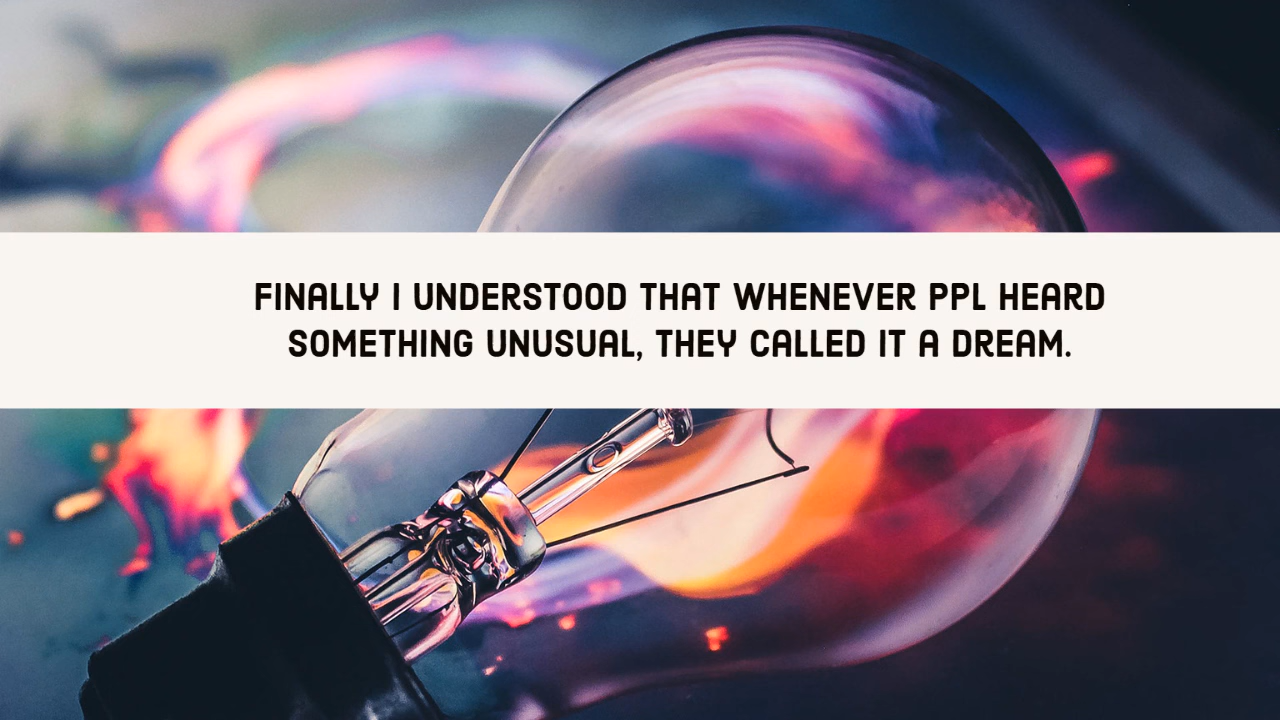 FINALLY I UNDERSTOOD THAT WHENEVER PPL HEARD
SOMETHING UNUSUAL, THEY CALLED IT A DREAM.